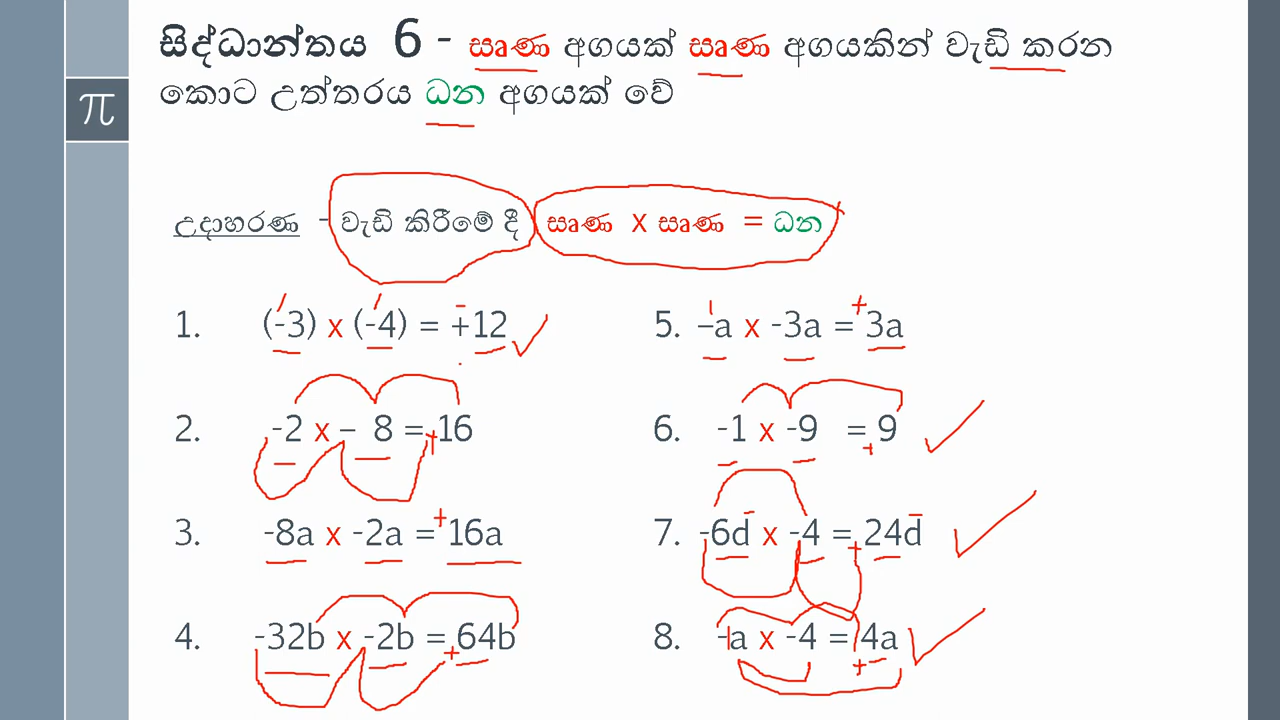 සිද්ධාන්තය 6 - සෘණ අගයක් සෘණ අගයකින් වැඩි කරන
කොට උත්තරය ධන අගයක් වේ
π
උදාහරණ - වැඩි කිරීමේ දී සෘණ x සෘණ = ධන
1. (-3) x (-4) = +12
2. -2 x – 8 = +16
3. -8a x -2a = +16a
4. -32b x -2b = +64b
5. –a x -3a = +3a
6. -1 x -9 = +9
7. -6d x -4 = +24d
8. -a x -4 = +4a